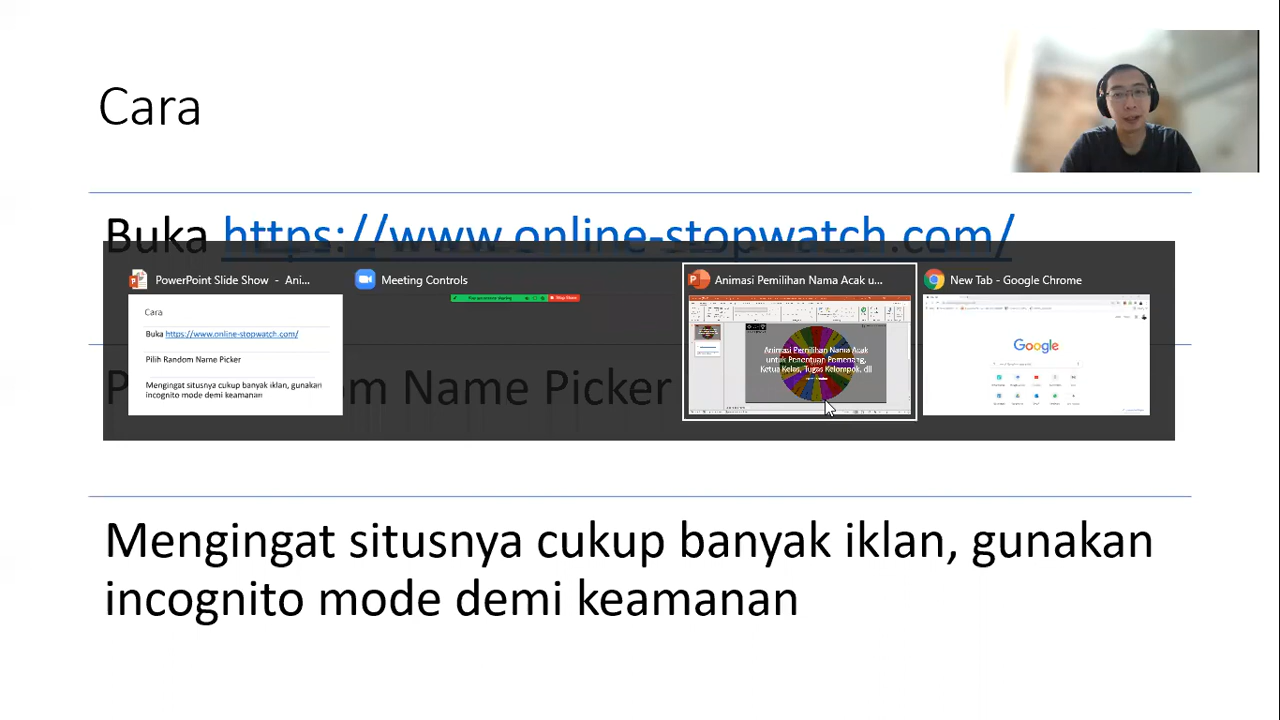 Cara
Buka https://www.online-stopwatch.com/
PowerPoint Slide Show - Ani...
Meeting Controls
Animasi Pemilihan Nama Acak u...
New Tab - Google Chrome
Cara
Buka https://www.online-stopwatch.com/
Pilih Random Name Picker
Mengingat situsnya cukup banyak iklan, gunakan
incognito mode demi keamanan
Stop Share
Animasi Pemilihan Nama Acak
untuk Penentuan Pemenang,
Ketua Kelas, Tugas Kelompok, dll
Google
P n Name Picker
Mengingat situsnya cukup banyak iklan, gunakan
incognito mode demi keamanan